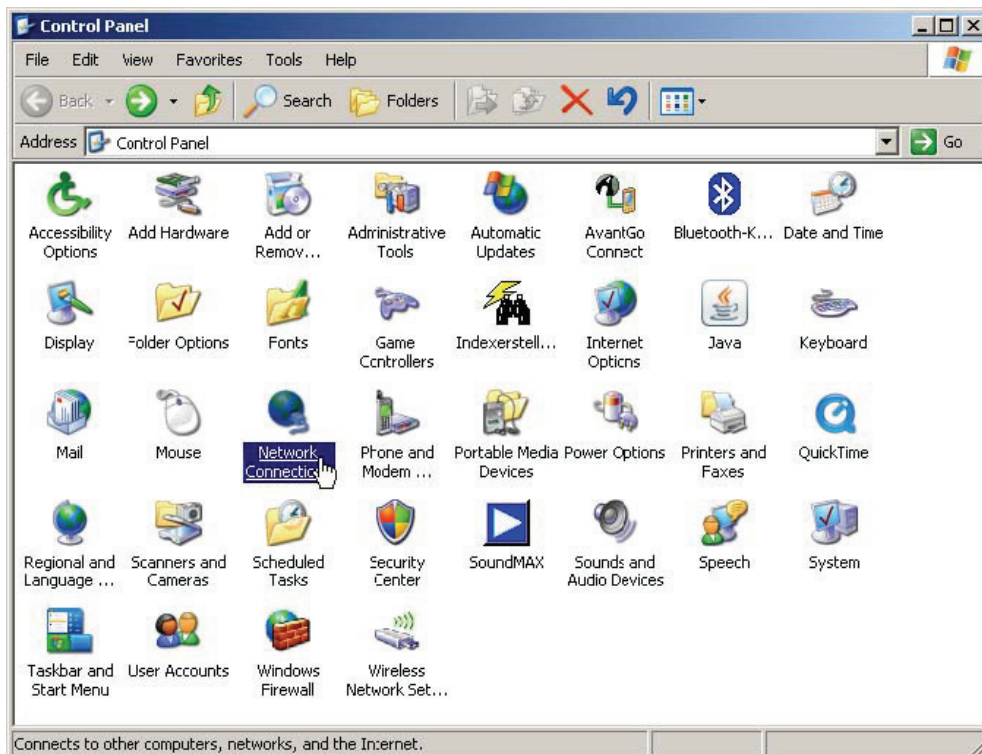 Control Panel
File Edit View Favorites Tools Help
Back Search Folders
Address Control Panel Go
Accessibility Options
Add Hardware
Add or Remov...
Administrative Tools
Automatic Updates
AvantGo Connect
Bluetooth-K...
Date and Time
Display
Folder Options
Fonts
Game Controllers
Indexerstell...
Internet Options
Java
Keyboard
Mail
Mouse
Network Connectio
Phone and Modem ...
Portable Media Devices
Power Options
Printers and Faxes
QuickTime
Regional and Language ...
Scanners and Cameras
Scheduled Tasks
Security Center
SoundMAX
Sounds and Audio Devices
Speech
System
Taskbar and Start Menu
User Accounts
Windows Firewall
Wireless Network Set...
Connects to other computers, networks, and the Internet.